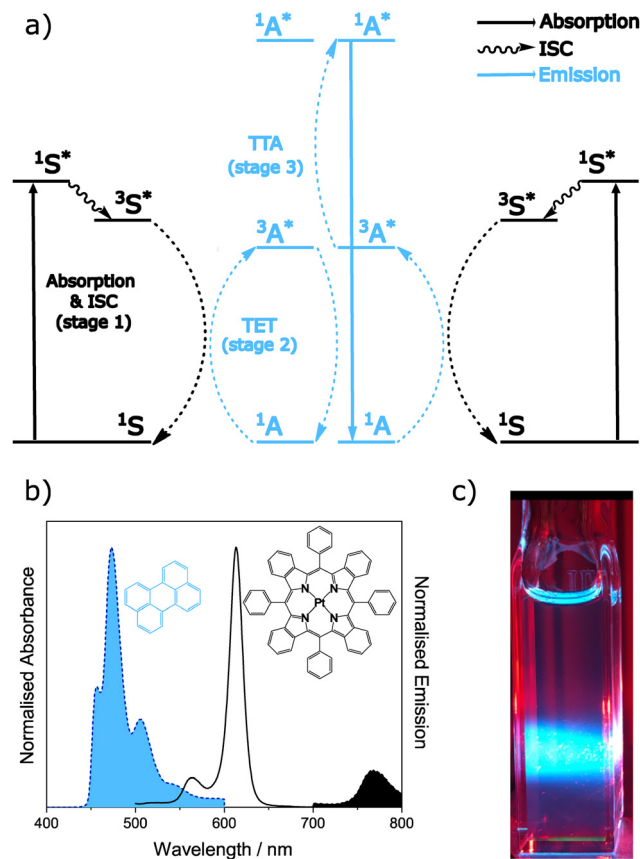 a)
¹A*
¹A*
Absorption
ISC
Emission
TTA
(stage 3)
¹S*
³S*
³A*
³A*
³S*
¹S*
Absorption
& ISC
(stage 1)
TET
(stage 2)
¹S
¹A
¹A
¹S
b)
c)
Normalised Absorbance
Normalised Emission
Pt
N
N
N
N
400
500
600
700
800
Wavelength / nm